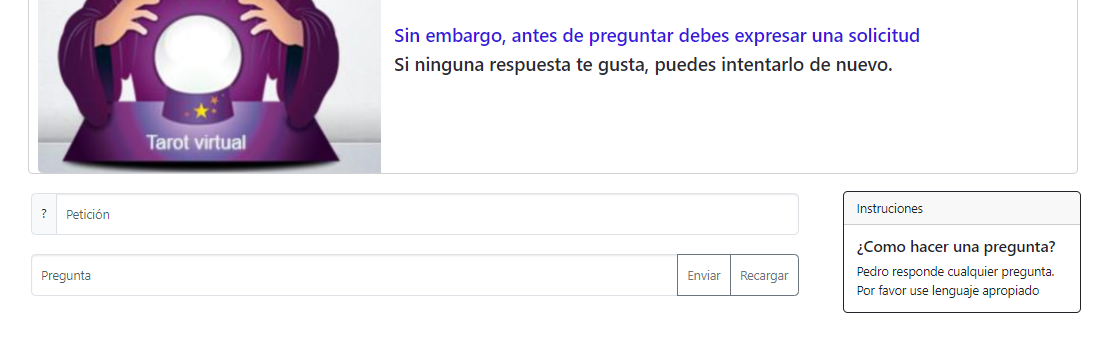 Sin embargo, antes de preguntar debes expresar una solicitud
Si ninguna respuesta te gusta, puedes intentarlo de nuevo.
Tarot virtual
? Petición
Pregunta Enviar Recargar
Instruciones
¿Como hacer una pregunta?
Pedro responde cualquier pregunta.
Por favor use lenguaje apropiado